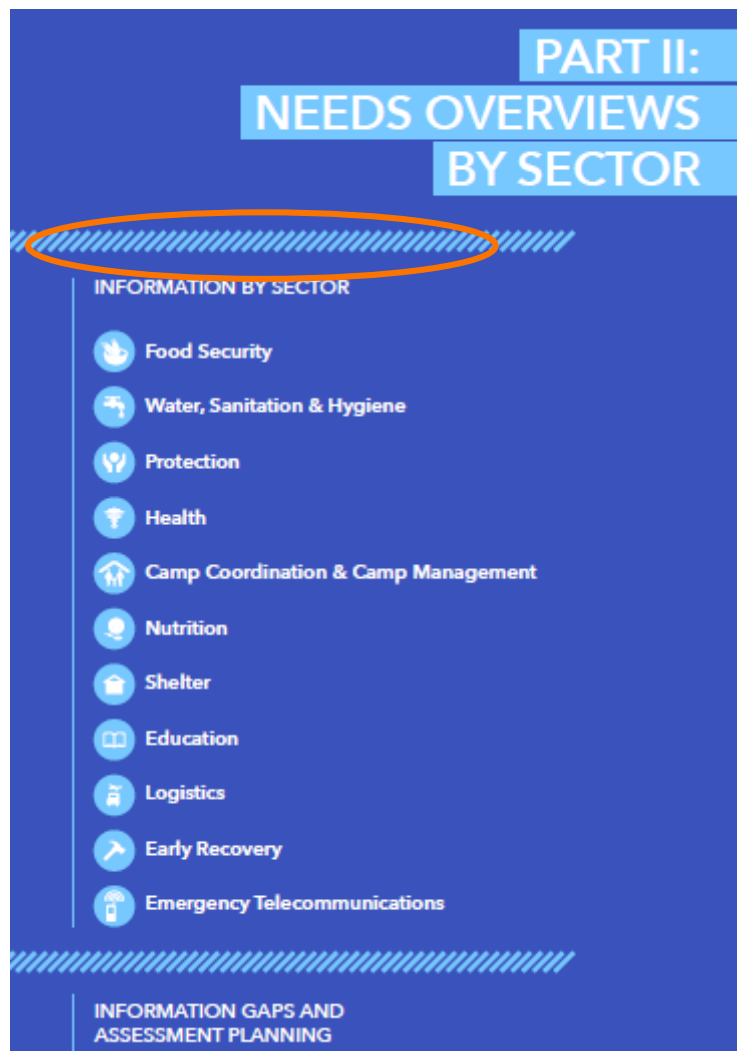 PART II:
NEEDS OVERVIEWS
BY SECTOR
INFORMATION BY SECTOR
Food Security
Water, Sanitation & Hygiene
Protection
Health
Camp Coordination & Camp Management
Nutrition
Shelter
Education
Logistics
Early Recovery
Emergency Telecommunications
INFORMATION GAPS AND
ASSESSMENT PLANNING